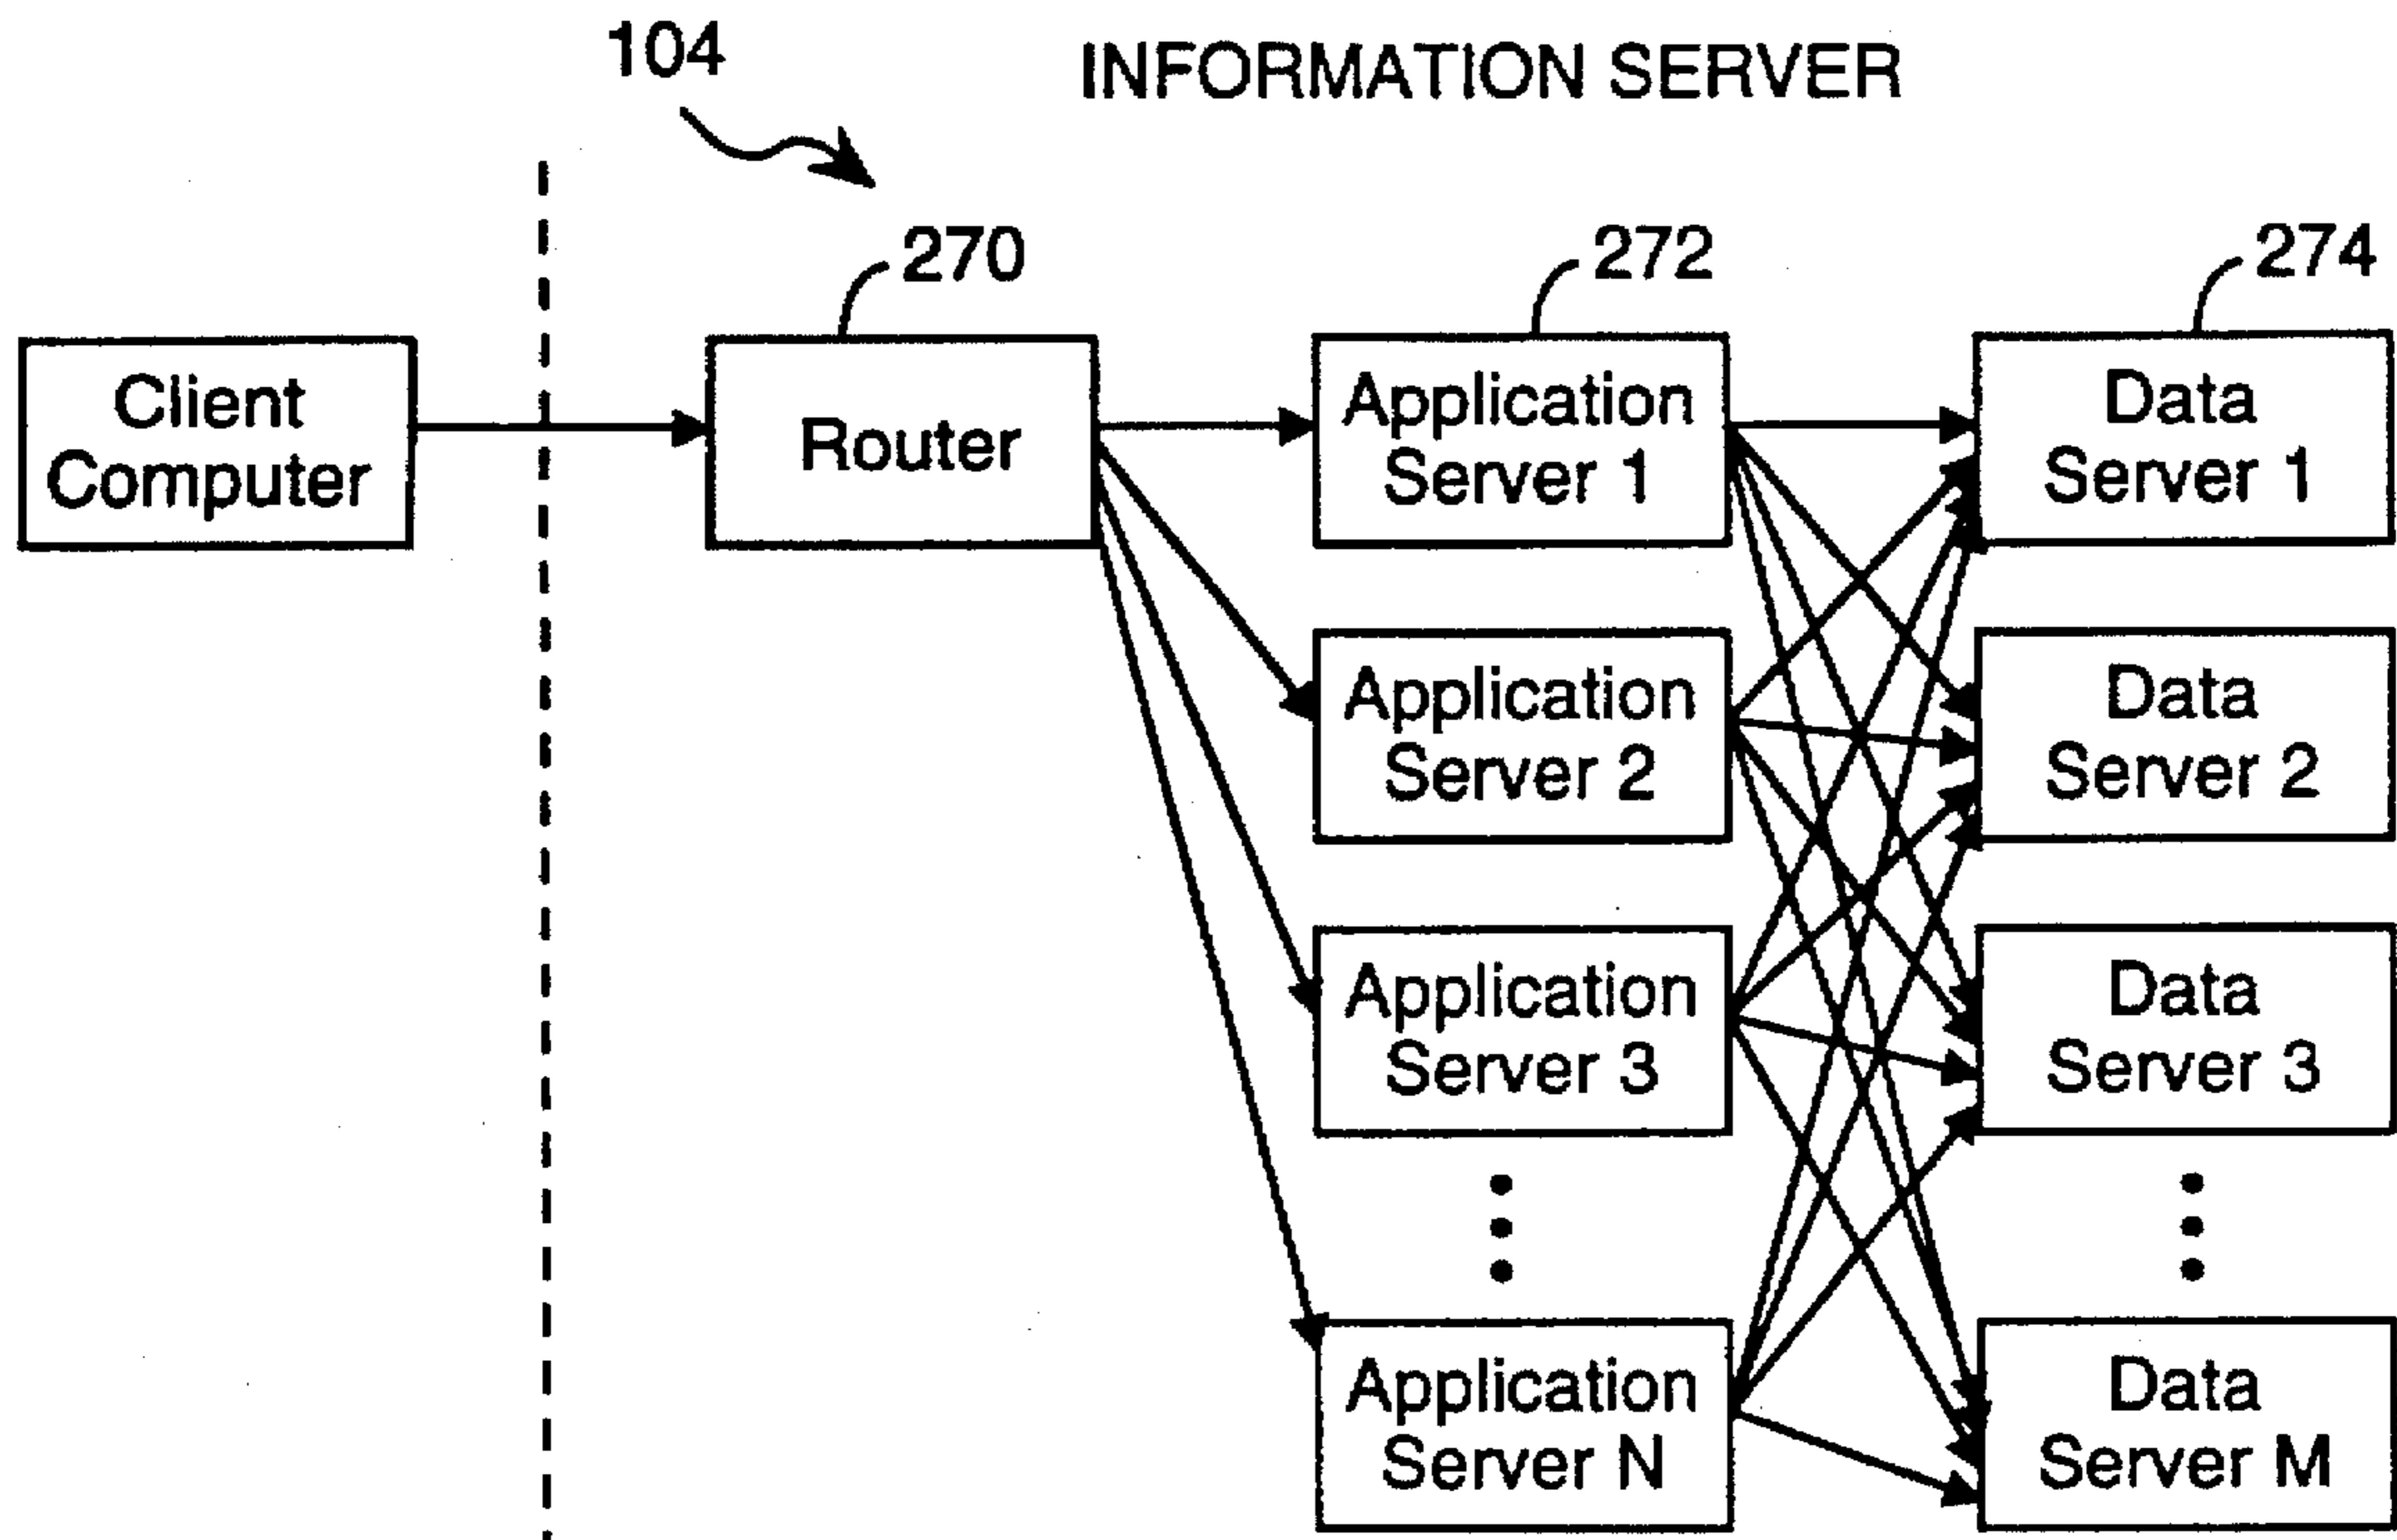 104
INFORMATION SERVER
270
272
274
Client
Computer
Router
Application
Server 1
Data
Server 1
Application
Server 2
Data
Server 2
Application
Server 3
Data
Server 3
Application
Server N
Data
Server M